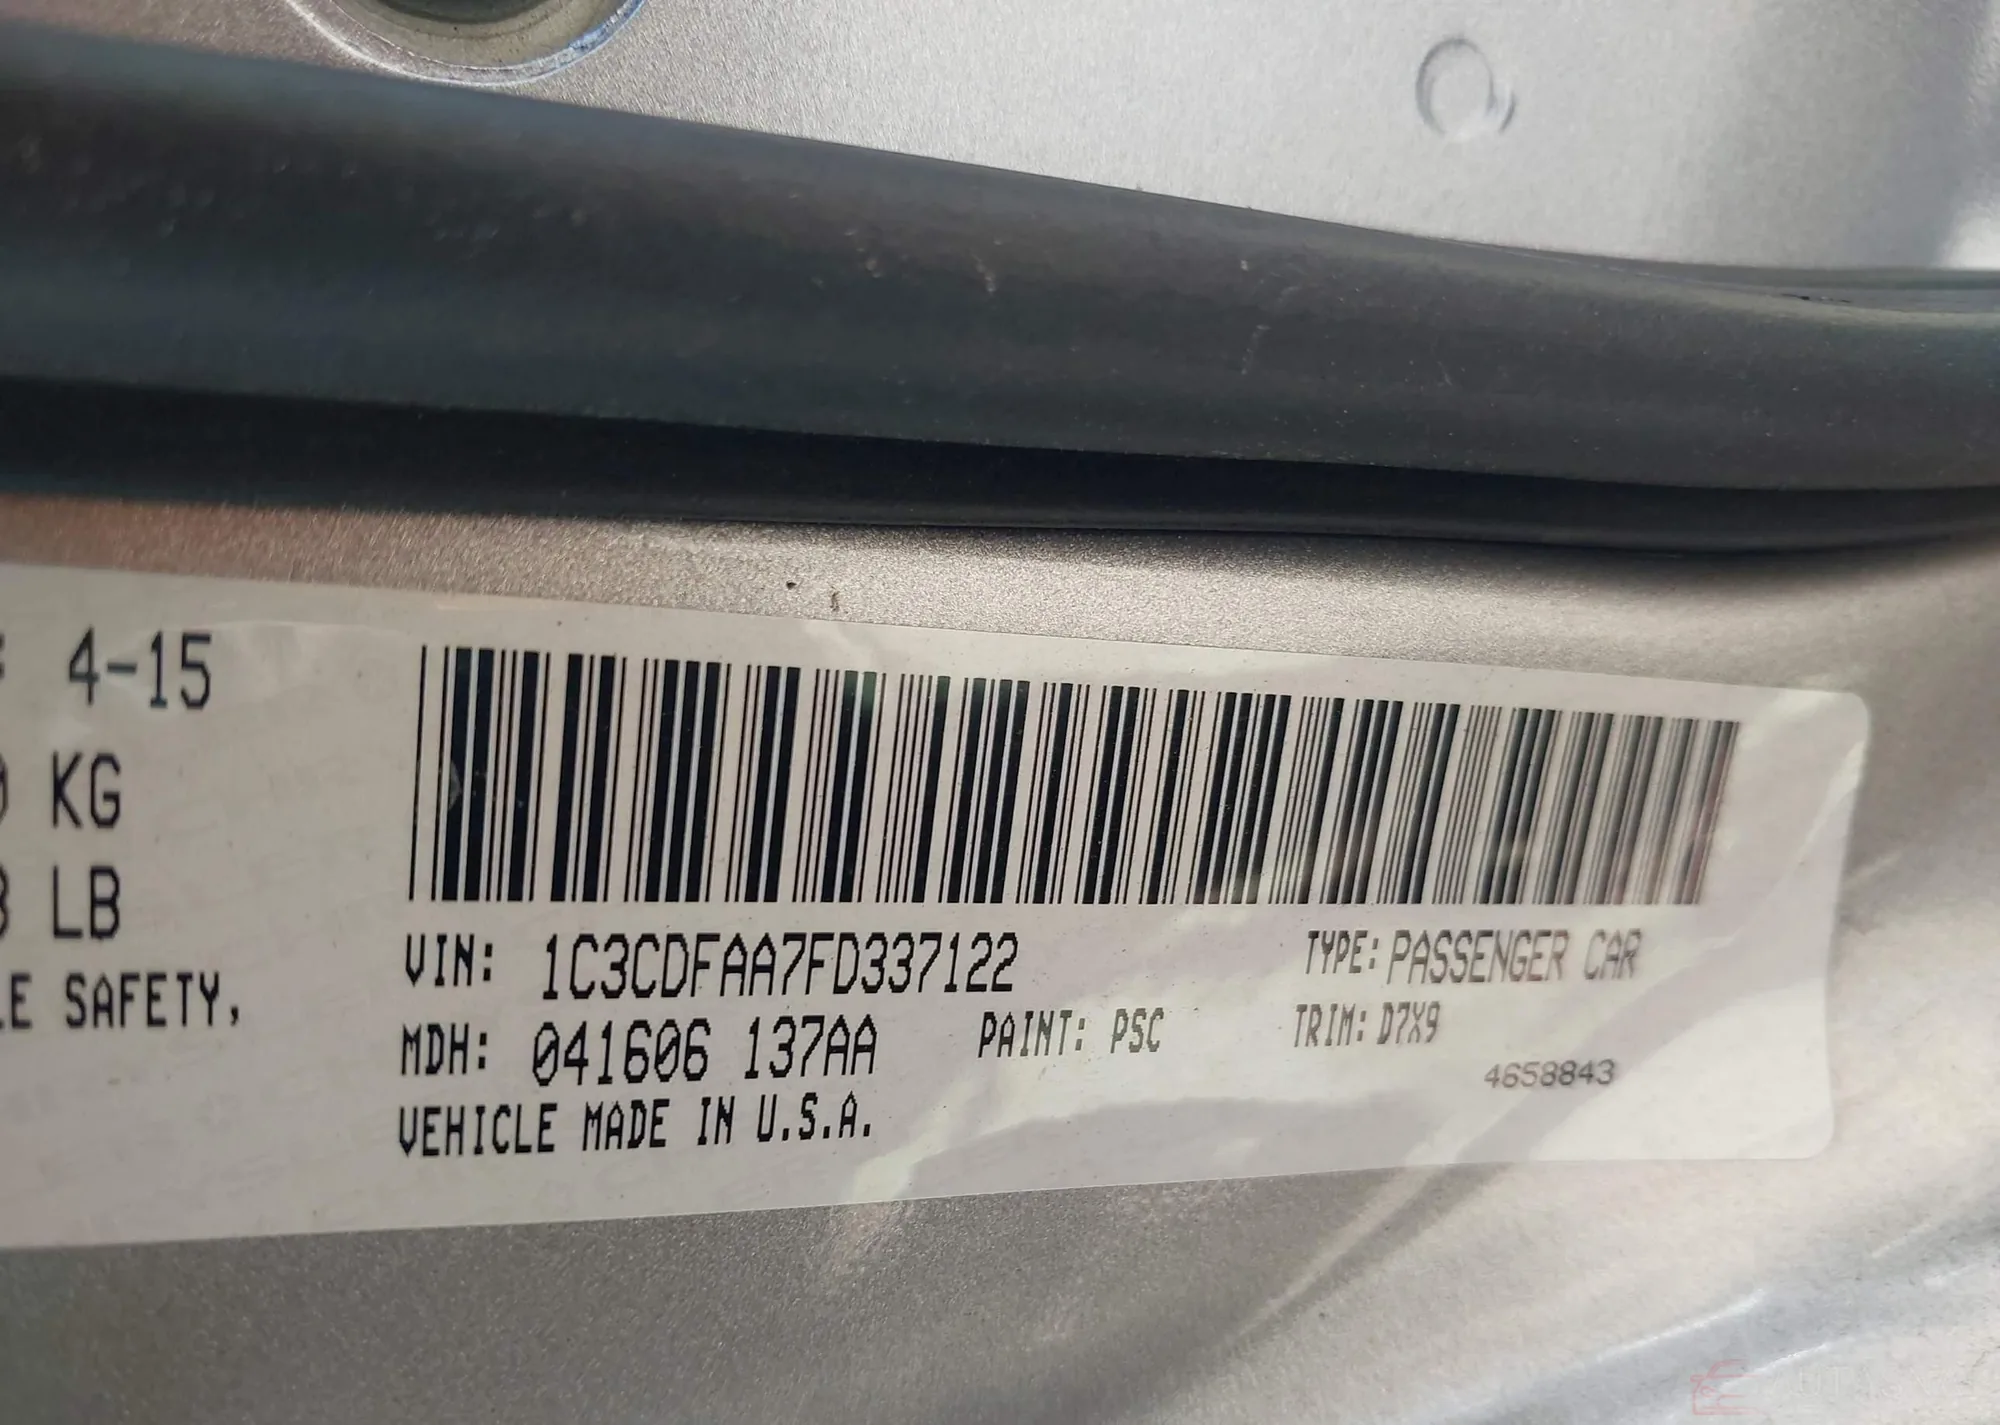 4-15
KG
LB
LE SAFETY,
VIN: 1C3CDFAA7FD337122
TYPE: PASSENGER CAR
MDH: 041606 137AA
PAINT: PSC
TRIM: D7X9
4658843
VEHICLE MADE IN U.S.A.